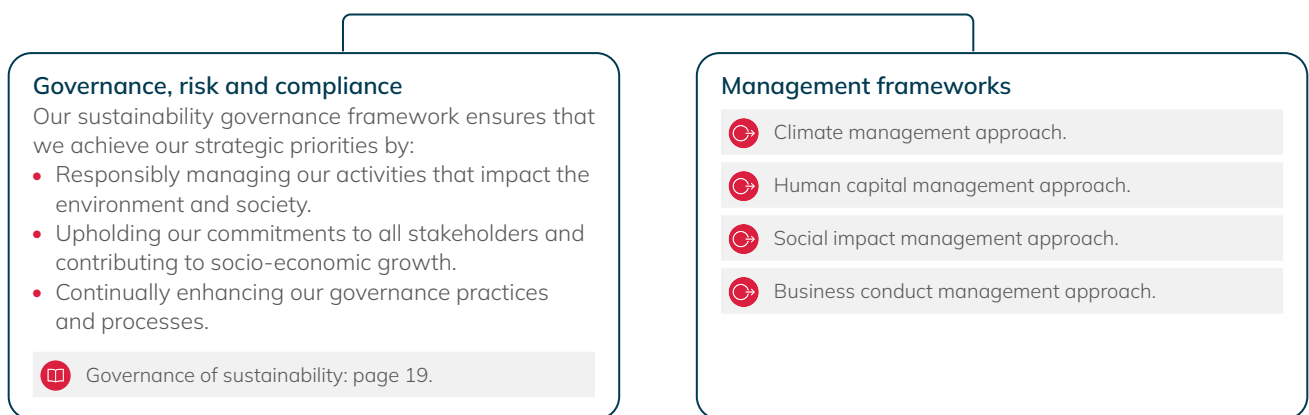 Governance, risk and compliance
Our sustainability governance framework ensures that
we achieve our strategic priorities by:
• Responsibly managing our activities that impact the
environment and society.
• Upholding our commitments to all stakeholders and
contributing to socio-economic growth.
• Continually enhancing our governance practices
and processes.
Governance of sustainability: page 19.
Management frameworks
Climate management approach.
Human capital management approach.
Social impact management approach.
Business conduct management approach.